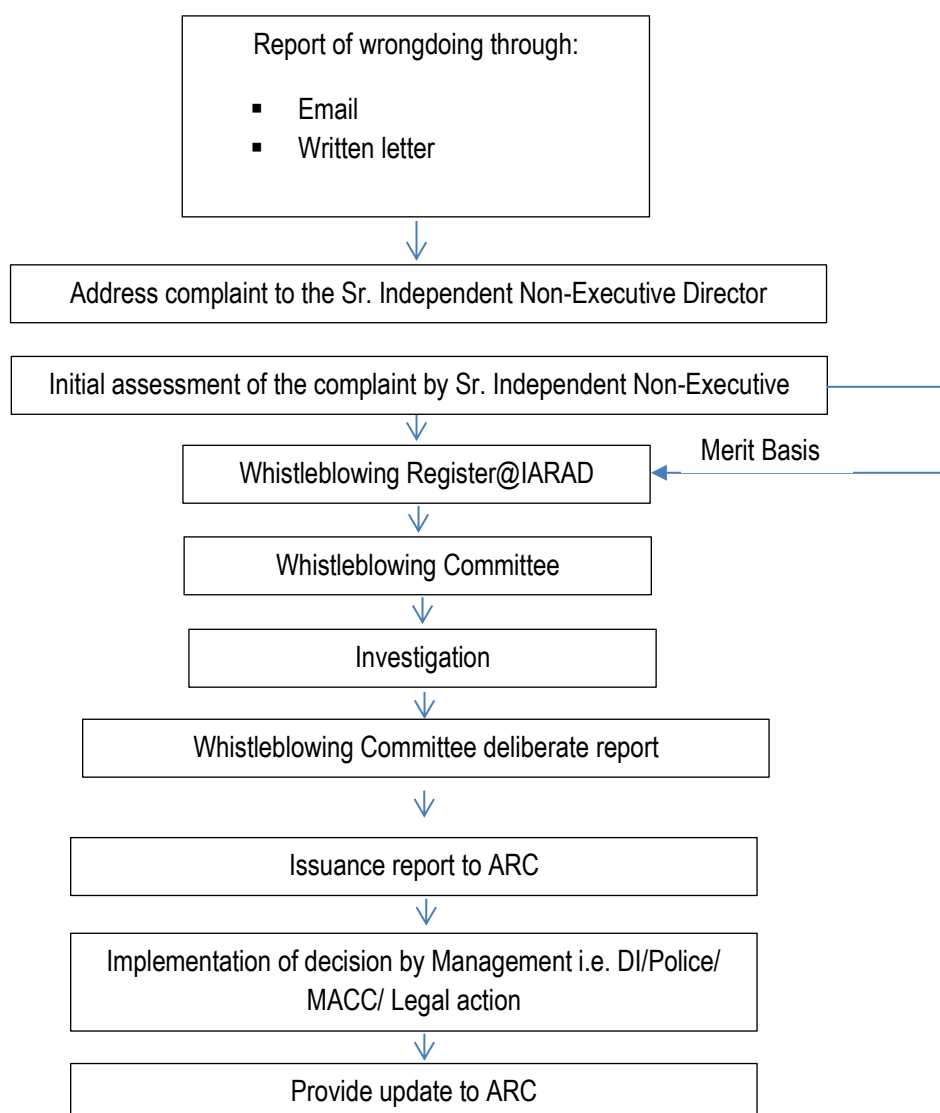 Report of wrongdoing through:
▪ Email
▪ Written letter
Address complaint to the Sr. Independent Non-Executive Director
Initial assessment of the complaint by Sr. Independent Non-Executive
Merit Basis
Whistleblowing Register@IARAD
Whistleblowing Committee
Investigation
Whistleblowing Committee deliberate report
Issuance report to ARC
Implementation of decision by Management i.e. DI/Police/
MACC/ Legal action
Provide update to ARC